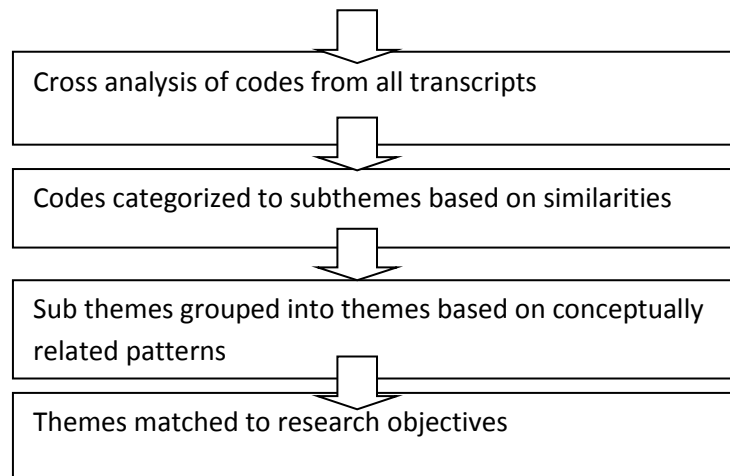 Cross analysis of codes from all transcripts
Codes categorized to subthemes based on similarities
Sub themes grouped into themes based on conceptually
related patterns
Themes matched to research objectives